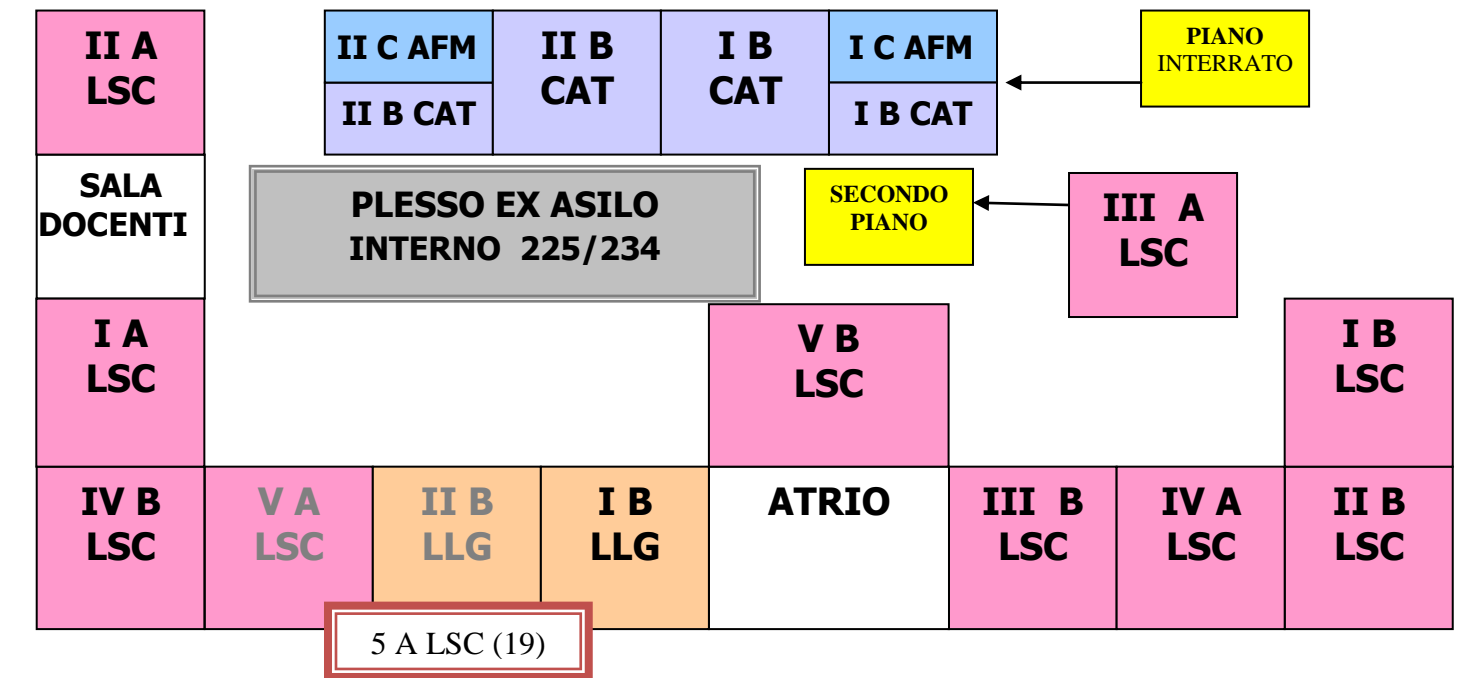 II A
LSC
II C AFM
II B CAT
II B
CAT
I B
CAT
I C AFM
I B CAT
PIANO
INTERRATO
SALA
DOCENTI
PLESSO EX ASILO
INTERNO 225/234
SECONDO
PIANO
III A
LSC
I A
LSC
V B
LSC
I B
LSC
IV B
LSC
V A
LSC
II B
LLG
I B
LLG
ATRIO
III B
LSC
IV A
LSC
II B
LSC
5 A LSC (19)